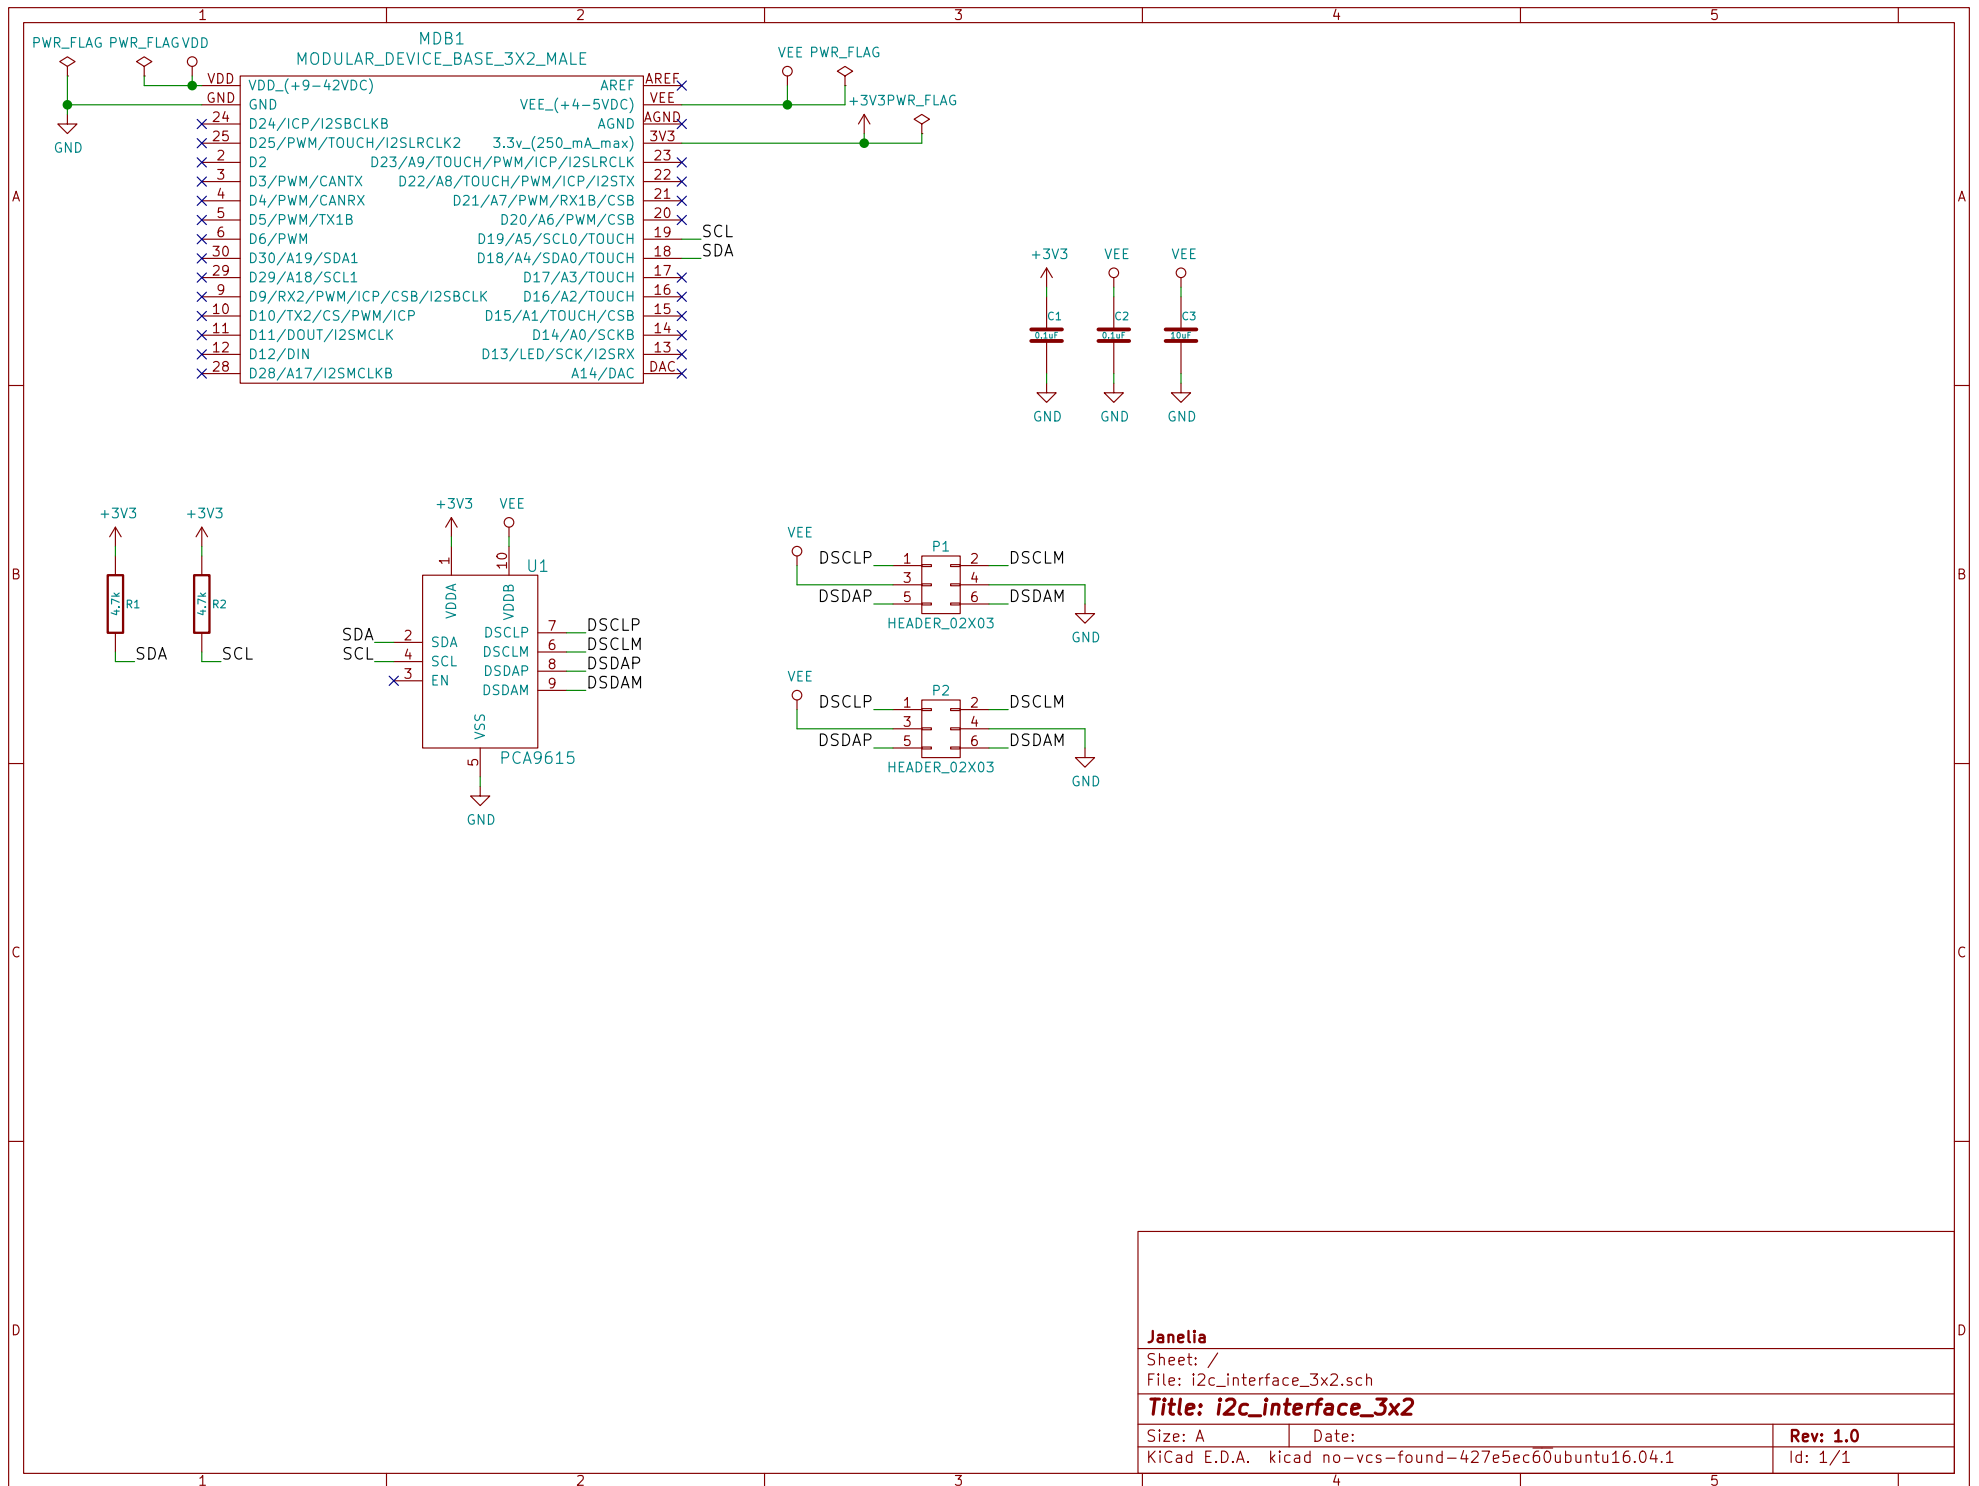 1 2 3 4 5
PWR_FLAG PWR_FLAG VDD
MDB1
MODULAR_DEVICE_BASE_3X2_MALE
VEE PWR_FLAG
+3V3 PWR_FLAG
GND
VDD VDD_(+9-42VDC) AREF AREF
GND GND VEE_(+4-5VDC) VEE
24 D24/ICP/I2SBCLKB AGND AGND
25 D25/PWM/TOUCH/I2SLRCLK2 3.3v_(250_mA_max) 3V3
2 D2 D23/A9/TOUCH/PWM/ICP/I2SLRCLK 23
3 D3/PWM/CANTX D22/A8/TOUCH/PWM/ICP/I2STX 22
4 D4/PWM/CANRX D21/A7/PWM/RX1B/CSB 21
5 D5/PWM/TX1B D20/A6/PWM/CSB 20
6 D6/PWM D19/A5/SCL0/TOUCH 19 SCL
30 D30/A19/SDA1 D18/A4/SDA0/TOUCH 18 SDA
29 D29/A18/SCL1 D17/A3/TOUCH 17
9 D9/RX2/PWM/ICP/CSB/I2SBCLK D16/A2/TOUCH 16
10 D10/TX2/CS/PWM/ICP D15/A1/TOUCH/CSB 15
11 D11/DOUT/I2SMCLK D14/A0/SCKB 14
12 D12/DIN D13/LED/SCK/I2SRX 13
28 D28/A17/I2SMCLKB A14/DAC DAC
A A
+3V3 VEE VEE
C1 C2 C3
0.1uF 0.1uF 10uF
GND GND GND
+3V3 +3V3
4.7k R1 4.7k R2
SDA SCL
+3V3 VEE
1 10
U1
VDDA VDDB
DSCLP 7 DSCLP
SDA 2 SDA
DSCLM 6 DSCLM
SCL 4 SCL
DSDAP 8 DSDAP
3 EN
DSDAM 9 DSDAM
VSS
5 PCA9615
GND
VEE
P1
DSCLP 1 2 DSCLM
3 4
DSDAP 5 6 DSDAM
HEADER_02X03
GND
VEE
P2
DSCLP 1 2 DSCLM
3 4
DSDAP 5 6 DSDAM
HEADER_02X03
GND
B B
C C
D D
Janelia
Sheet: /
File: i2c_interface_3x2.sch
Title: i2c_interface_3x2
Size: A Date: Rev: 1.0
KiCad E.D.A. kicad no-vcs-found-427e5ec60ubuntu16.04.1 Id: 1/1
1 2 3 4 5